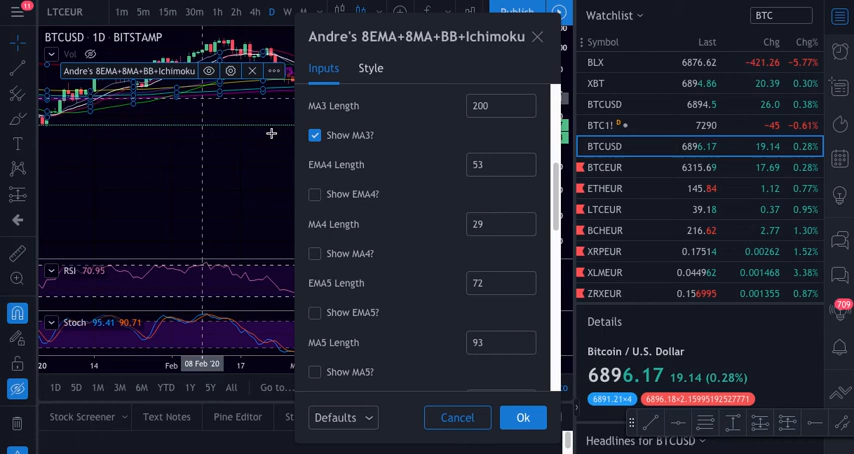 11
LTCEUR
1m 5m 15m 30m 1h 2h 4h D W M
Publish
BTCUSD · 1D · BITSTAMP
Vol
Andre's 8EMA+8MA+BB+Ichimoku
RSI 70.95
Stoch 95.41 90.71
20 14 Feb 08 Feb '20 17
1D 5D 1M 3M 6M YTD 1Y 5Y All Go to...
Stock Screener Text Notes Pine Editor
Andre's 8EMA+8MA+BB+Ichimoku
Inputs Style
MA3 Length 200
Show MA3?
EMA4 Length 53
Show EMA4?
MA4 Length 29
Show MA4?
EMA5 Length 72
Show EMA5?
MA5 Length 93
Show MA5?
Defaults Cancel Ok
Watchlist BTC
Symbol Last Chg Chg%
BLX 6876.62 -421.26 -5.77%
XBT 6894.86 20.39 0.30%
BTCUSD 6894.5 26.0 0.38%
BTC1! D 7290 -45 -0.61%
BTCUSD 6896.17 19.14 0.28%
BTCEUR 6315.69 17.69 0.28%
ETHEUR 145.84 1.12 0.77%
LTCEUR 39.18 0.37 0.95%
BCHEUR 216.62 2.77 1.30%
XRPEUR 0.17514 0.00262 1.52%
XLMEUR 0.044962 0.001468 3.38%
ZRXEUR 0.156995 0.001355 0.87%
709
Details
Bitcoin / U.S. Dollar
6896.17 19.14 (0.28%)
6891.21×4 6896.18×2.15995192527771
Headlines for BTCUSD